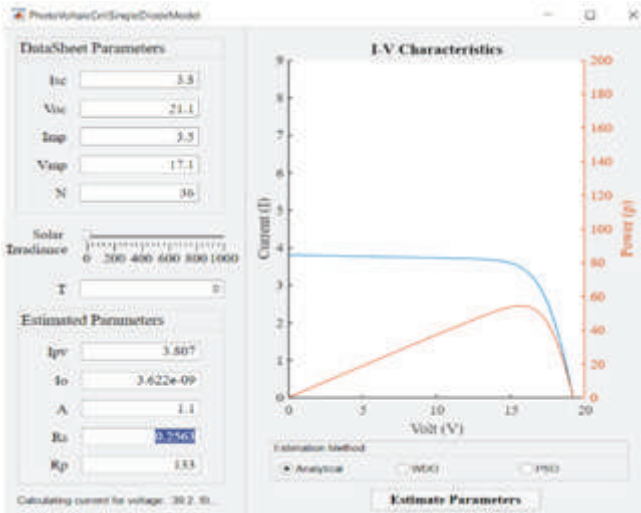 PhotoVoltaicCellSingleDiodeModel
DataSheet Parameters
Isc 3.8
Voc 21.1
Imp 3.5
Vmp 17.1
N 36
Solar
Irradiance
0 200 400 600 800 1000
T 0
Estimated Parameters
Ipv 3.807
Io 3.622e-09
A 1.1
Rs 0.2563
Rp 133
Calculating current for voltage:
I-V Characteristics
9
8
7
6
5
4
3
2
1
0
Current (I)
200
180
160
140
120
100
80
60
40
20
0
Power (p)
0 5 10 15 20
Volt (V)
Estimation Method
Analytical WDO PSO
Estimate Parameters